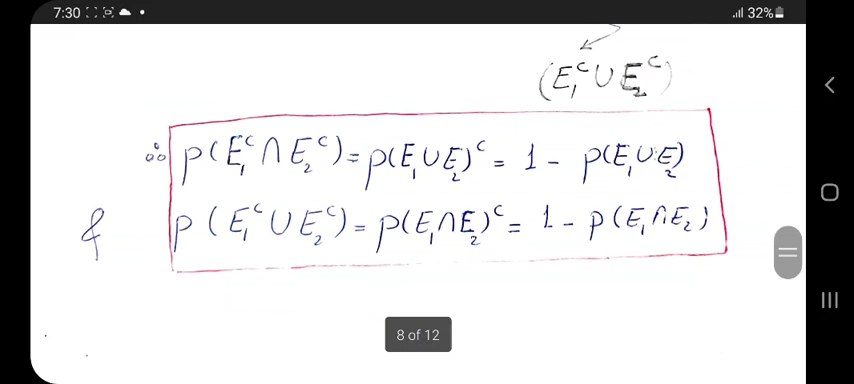 7:30
32%
(E₁ᶜ ∪ E₂ᶜ)
∴ P(E₁ᶜ ∩ E₂ᶜ) = P(E₁ ∪ E₂)ᶜ = 1 - P(E₁ ∪ E₂)
& P(E₁ᶜ ∪ E₂ᶜ) = P(E₁ ∩ E₂)ᶜ = 1 - P(E₁ ∩ E₂)
8 of 12